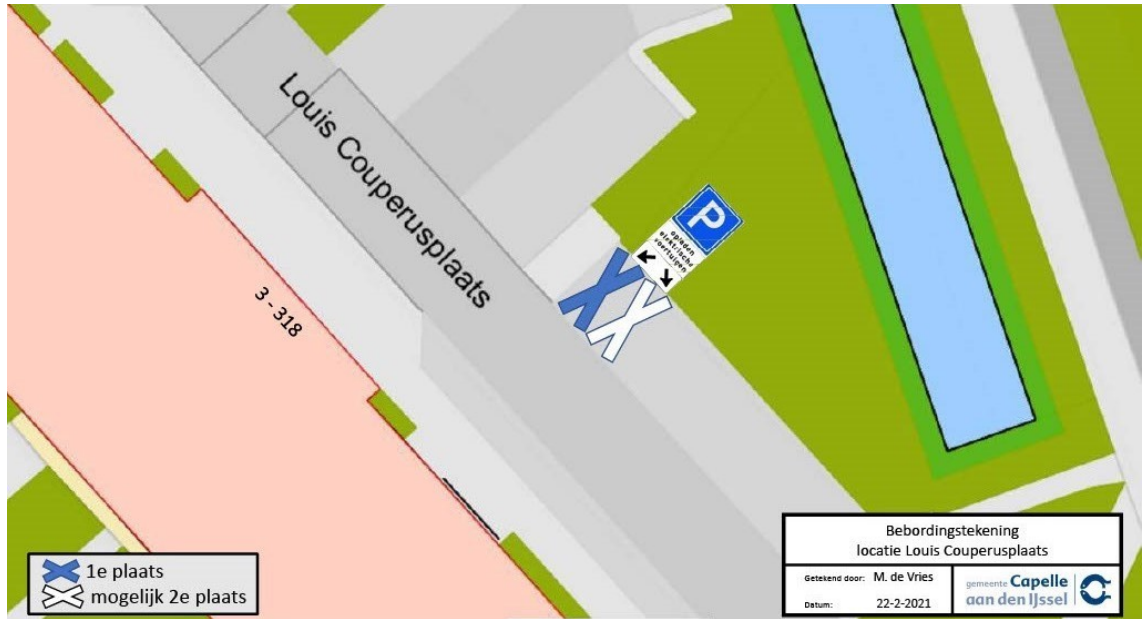 Louis Couperusplaats
3 - 318
P
opladen
elektrische
voertuigen
1e plaats
mogelijk 2e plaats
Bebordingstekening
locatie Louis Couperusplaats
Getekend door: M. de Vries
Datum: 22-2-2021
gemeente Capelle
aan den IJssel